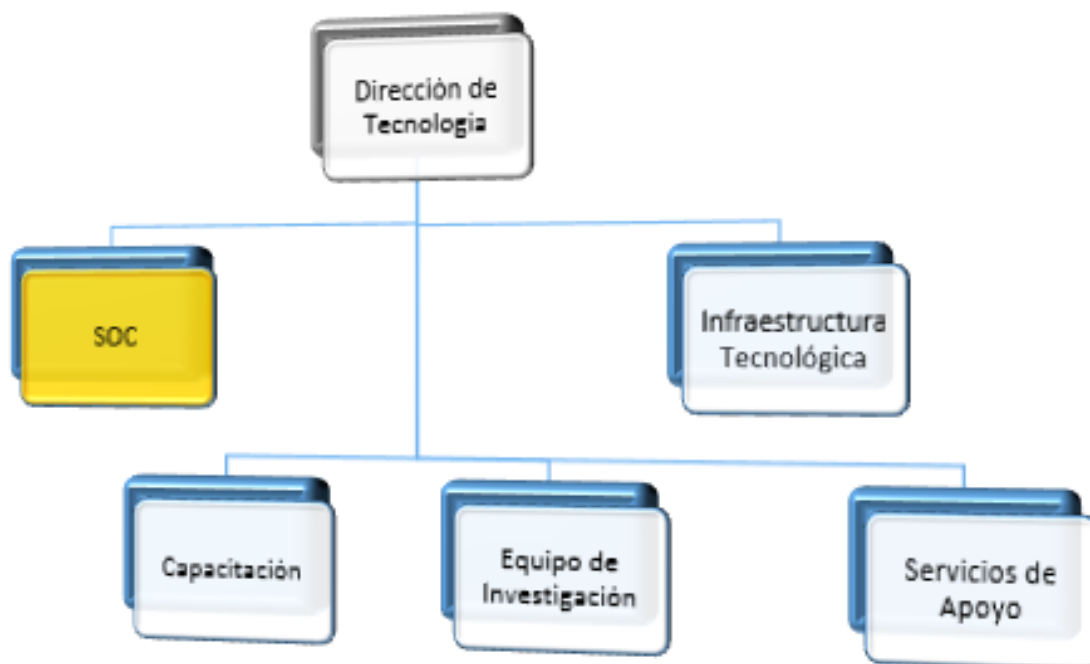 Dirección de
Tecnologia
SOC
Infraestructura
Tecnológica
Capacitación
Equipo de
Investigación
Servicios de
Apoyo